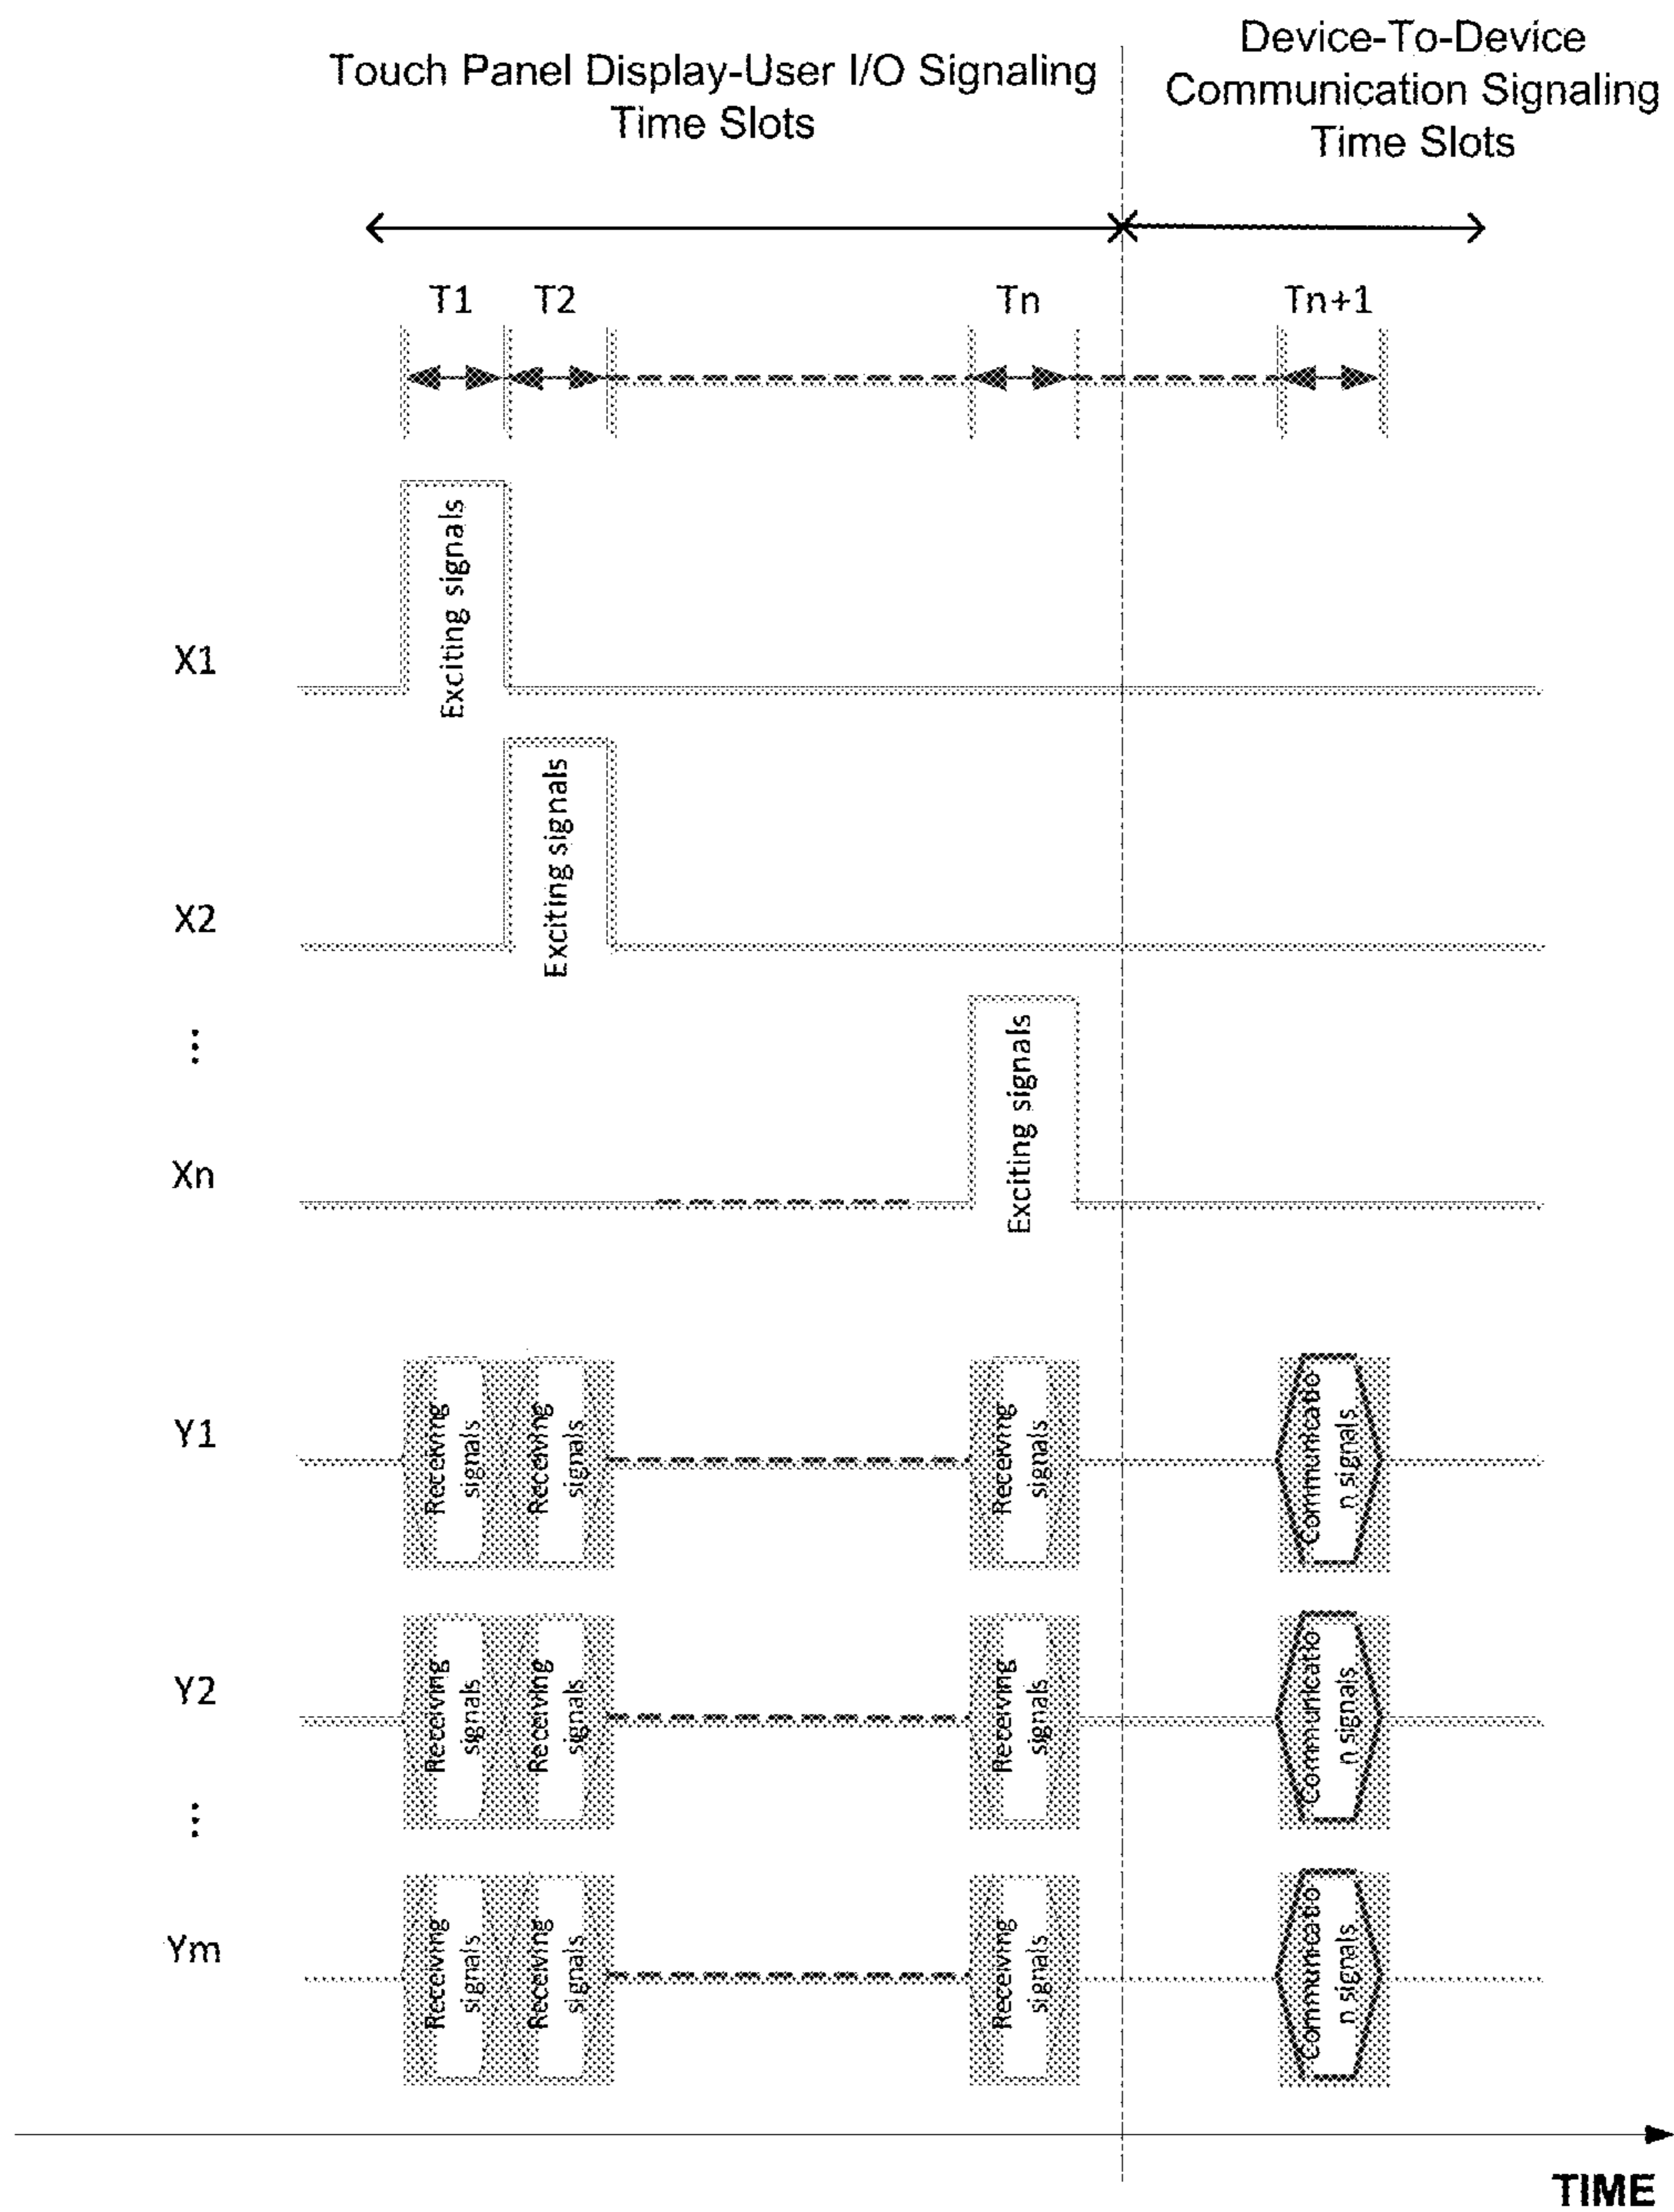 Touch Panel Display-User I/O Signaling
Time Slots
Device-To-Device
Communication Signaling
Time Slots
T1
T2
Tn
Tn+1
X1
Exciting signals
X2
Exciting signals
⋮
Xn
Exciting signals
Y1
Receiving
signals
Receiving
signals
Receiving
signals
Communicatio
n signals
Y2
Receiving
signals
Receiving
signals
Receiving
signals
Communicatio
n signals
⋮
Ym
Receiving
signals
Receiving
signals
Receiving
signals
Communicatio
n signals
TIME